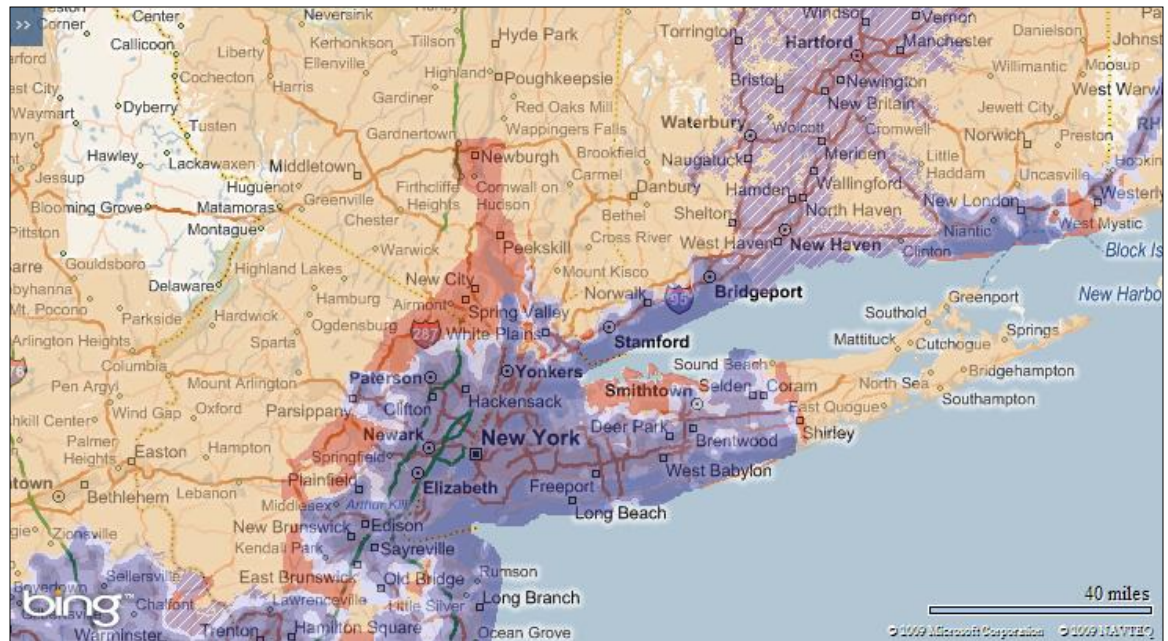 >>
Preston
Corner
Center
Callicoon
Neversink
Liberty
Kerhonkson
Ellenville
Tillson
Hyde Park
Torrington
Windsor
Vernon
Hartford
Manchester
Danielson
Johnst
Moosup
Willimantic
West Warw
Cochecton
Harris
Highland
Poughkeepsie
Gardiner
Red Oaks Mill
Bristol
Newington
New Britain
Jewett City
Waymart
Dyberry
Tusten
Gardnertown
Wappingers Falls
Waterbury
Wolcott
Cromwell
Norwich
Preston
RH
Hawley
Lackawaxen
Middletown
Newburgh
Brookfield
Naugatuck
Meriden
Little
Haddam
Uncasville
Jessup
Huguenot
Firthcliffe
Heights
Cornwall on
Hudson
Carmel
Danbury
Hamden
Wallingford
Blooming Grove
Matamoras
Greenville
Chester
Bethel
Shelton
North Haven
New London
Westerly
Pittston
Montague
Warwick
Peekskill
Cross River
West Haven
New Haven
Niantic
West Mystic
Clinton
Block Is
Gouldsboro
Highland Lakes
New City
Mount Kisco
Delaware
Hamburg
Airmont
Spring Valley
Norwalk
95
Bridgeport
Greenport
New Harbo
Mt. Pocono
Parkside
Hardwick
Ogdensburg
287
White Plains
Stamford
Southold
Mattituck
Cutchogue
Springs
Arlington Heights
Sparta
Columbia
Yonkers
Sound Beach
Bridgehampton
Pen Argyl
Mount Arlington
Paterson
Smithtown
Selden
Coram
North Sea
Southampton
Wind Gap
Oxford
Parsippany
Clifton
Hackensack
East Quogue
Palmer
Heights
Hampton
Newark
New York
Deer Park
Brentwood
Shirley
Easton
Springfield
West Babylon
Bethlehem
Lebanon
Plainfield
Elizabeth
Freeport
Middlesex
Arthur Kill
Long Beach
Zionsville
New Brunswick
Edison
Kendall Park
Sayreville
Sellersville
East Brunswick
Old Bridge
Rumson
Chalfont
Lawrenceville
Little Silver
Long Branch
Warminster
Trenton
Hamilton Square
Ocean Grove
bing
40 miles
© 2009 Microsoft Corporation © 2009 NAVTEQ